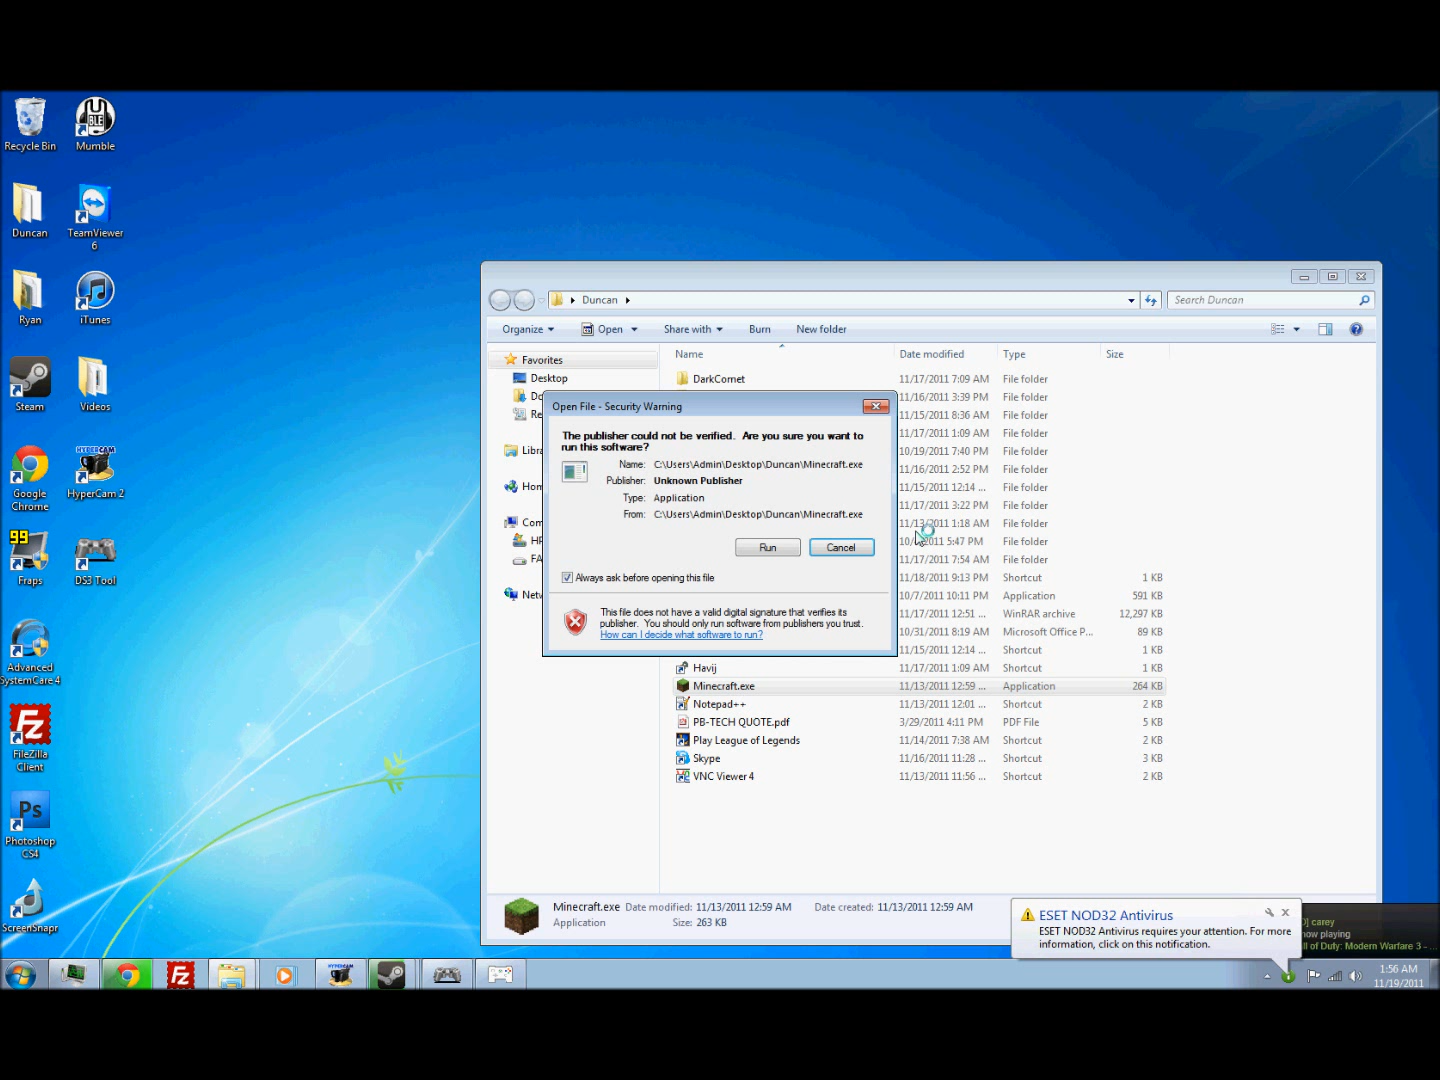 Recycle Bin
Mumble
Duncan
TeamViewer
6
Ryan
iTunes
Steam
Videos
Google
Chrome
HyperCam 2
HYPERCAM
99
Fraps
DS3 Tool
Advanced
SystemCare 4
Fz
FileZilla
Client
Ps
Photoshop
CS4
ScreenSnapr
Duncan
Search Duncan
Organize
Open
Share with
Burn
New folder
Name
Date modified
Type
Size
Favorites
Desktop
DarkComet
11/17/2011 7:09 AM File folder
11/16/2011 3:39 PM File folder
11/15/2011 8:36 AM File folder
11/17/2011 1:09 AM File folder
10/19/2011 7:40 PM File folder
11/16/2011 2:52 PM File folder
11/15/2011 12:14 ... File folder
11/17/2011 3:22 PM File folder
11/13/2011 1:18 AM File folder
2011 5:47 PM File folder
11/17/2011 7:54 AM File folder
11/18/2011 9:13 PM Shortcut 1 KB
10/7/2011 10:11 PM Application 591 KB
11/17/2011 12:51 ... WinRAR archive 12,297 KB
10/31/2011 8:19 AM Microsoft Office P... 89 KB
11/15/2011 12:14 ... Shortcut 1 KB
Havij 11/17/2011 1:09 AM Shortcut 1 KB
Minecraft.exe 11/13/2011 12:59 ... Application 264 KB
Notepad++ 11/13/2011 12:01 ... Shortcut 2 KB
PB-TECH QUOTE.pdf 3/29/2011 4:11 PM PDF File 5 KB
Play League of Legends 11/14/2011 7:38 AM Shortcut 2 KB
Skype 11/16/2011 11:28 ... Shortcut 3 KB
VNC Viewer 4 11/13/2011 11:56 ... Shortcut 2 KB
Open File - Security Warning
The publisher could not be verified. Are you sure you want to
run this software?
Name: C:\Users\Admin\Desktop\Duncan\Minecraft.exe
Publisher: Unknown Publisher
Type: Application
From: C:\Users\Admin\Desktop\Duncan\Minecraft.exe
Run
Cancel
Always ask before opening this file
This file does not have a valid digital signature that verifies its
publisher. You should only run software from publishers you trust.
How can I decide what software to run?
Minecraft.exe Date modified: 11/13/2011 12:59 AM Date created: 11/13/2011 12:59 AM
Application Size: 263 KB
ESET NOD32 Antivirus
ESET NOD32 Antivirus requires your attention. For more
information, click on this notification.
carey
now playing
ll of Duty: Modern Warfare 3 - ...
1:56 AM
11/19/2011